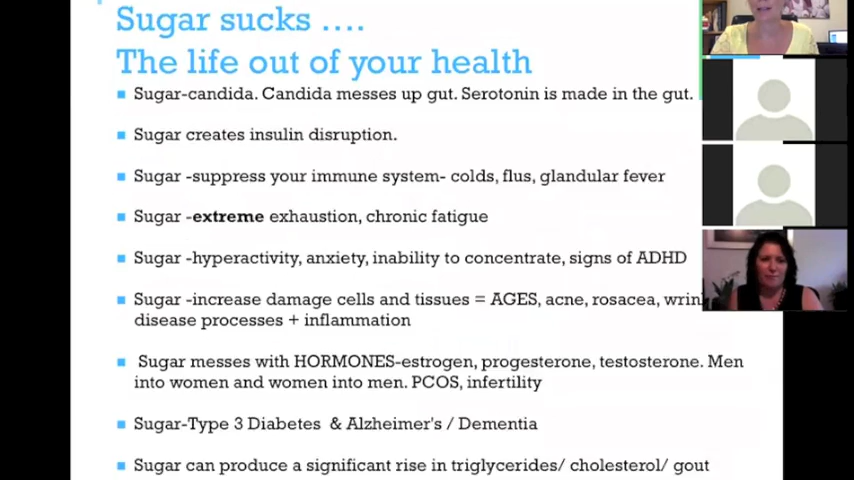 Sugar sucks ....
The life out of your health
Sugar-candida. Candida messes up gut. Serotonin is made in the gut.
Sugar creates insulin disruption.
Sugar -suppress your immune system- colds, flus, glandular fever
Sugar -extreme exhaustion, chronic fatigue
Sugar -hyperactivity, anxiety, inability to concentrate, signs of ADHD
Sugar -increase damage cells and tissues = AGES, acne, rosacea,
disease processes + inflammation
Sugar messes with HORMONES-estrogen, progesterone, testosterone. Men
into women and women into men. PCOS, infertility
Sugar-Type 3 Diabetes & Alzheimer's / Dementia
Sugar can produce a significant rise in triglycerides/ cholesterol/ gout